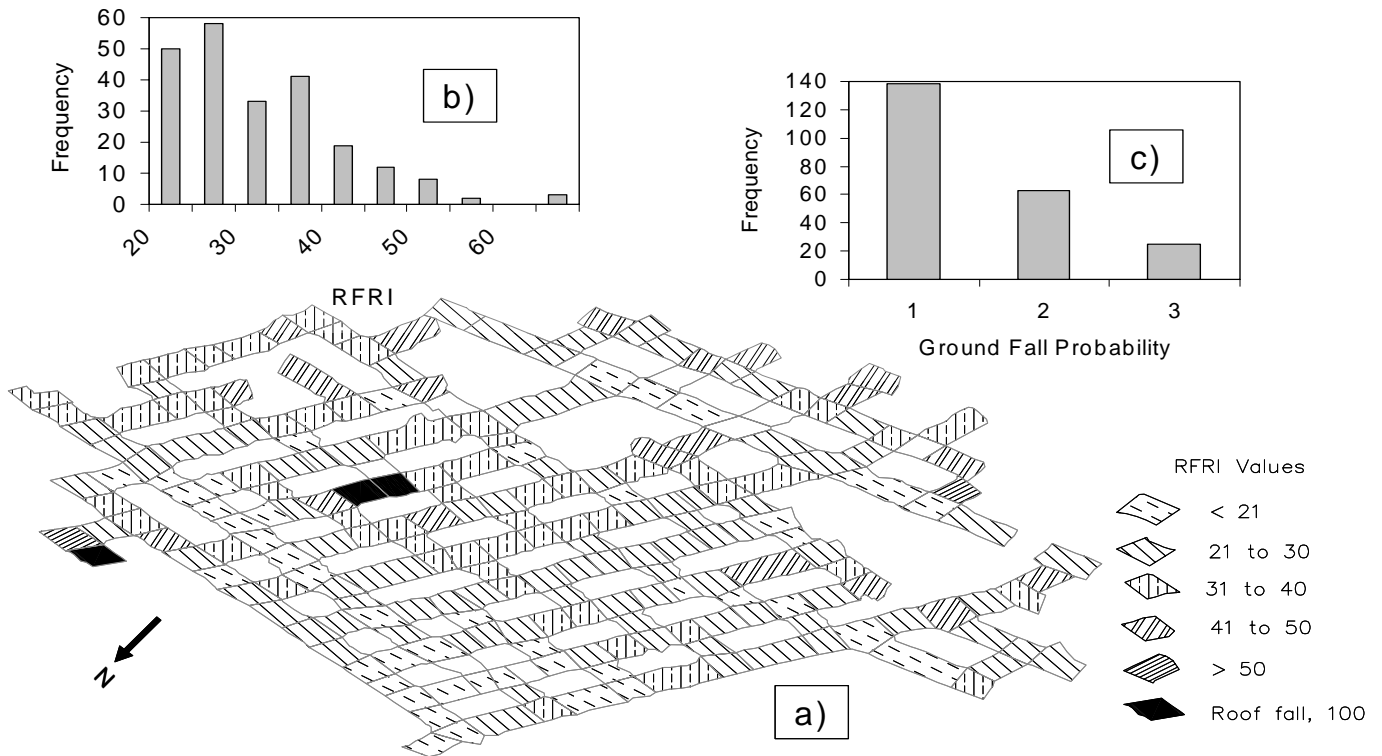 60
50
40
30
20
10
0
Frequency
b)
20
30
40
50
60
RFRI
140
120
100
80
60
40
20
0
Frequency
c)
1 2 3
Ground Fall Probability
RFRI Values
< 21
21 to 30
31 to 40
41 to 50
> 50
Roof fall, 100
N
a)